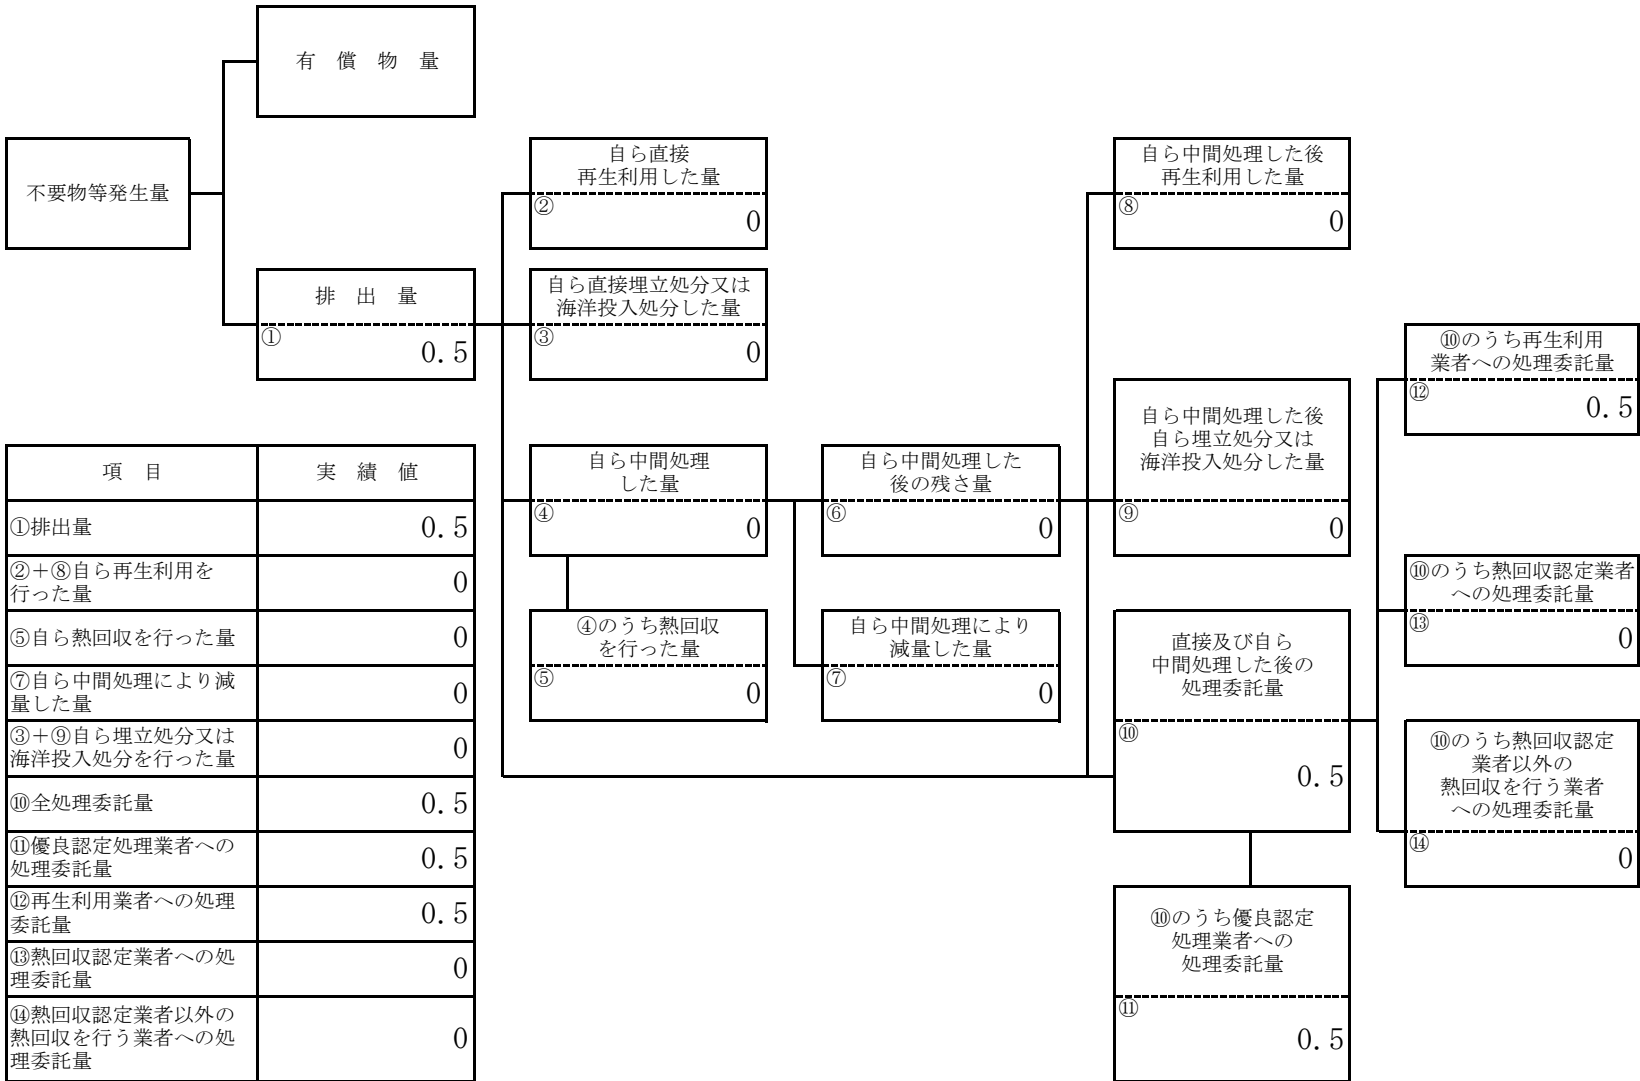 有　償　物　量
不要物等発生量
排　出　量
①
0.5
自ら直接
再生利用した量
②
0
自ら直接埋立処分又は
海洋投入処分した量
③
0
自ら中間処理
した量
④
0
④のうち熱回収
を行った量
⑤
0
自ら中間処理した
後の残さ量
⑥
0
自ら中間処理により
減量した量
⑦
0
自ら中間処理した後
再生利用した量
⑧
0
自ら中間処理した後
自ら埋立処分又は
海洋投入処分した量
⑨
0
直接及び自ら
中間処理した後の
処理委託量
⑩
0.5
⑩のうち優良認定
処理業者への
処理委託量
⑪
0.5
⑩のうち再生利用
業者への処理委託量
⑫
0.5
⑩のうち熱回収認定業者
への処理委託量
⑬
0
⑩のうち熱回収認定
業者以外の
熱回収を行う業者
への処理委託量
⑭
0
項　目　実　績　値
①排出量 0.5
②＋⑧自ら再生利用を
行った量 0
⑤自ら熱回収を行った量 0
⑦自ら中間処理により減
量した量 0
③＋⑨自ら埋立処分又は
海洋投入処分を行った量 0
⑩全処理委託量 0.5
⑪優良認定処理業者への
処理委託量 0.5
⑫再生利用業者への処理
委託量 0.5
⑬熱回収認定業者への処
理委託量 0
⑭熱回収認定業者以外の
熱回収を行う業者への処
理委託量 0